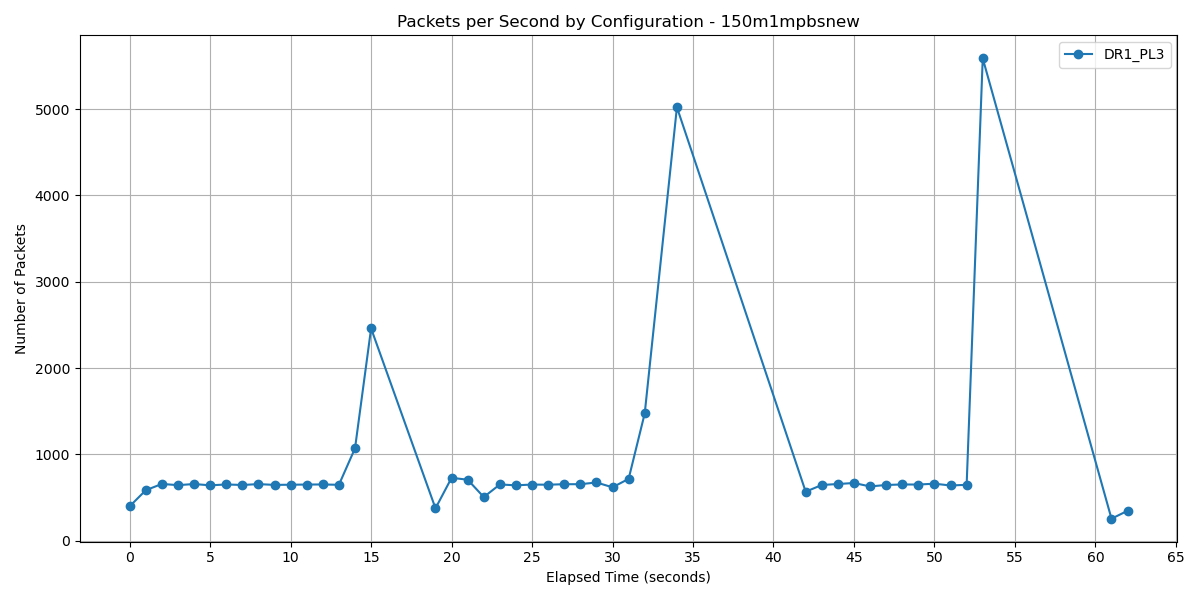 Packets per Second by Configuration - 150m1mpbsnew
DR1_PL3
Number of Packets
5000
4000
3000
2000
1000
0
0 5 10 15 20 25 30 35 40 45 50 55 60 65
Elapsed Time (seconds)